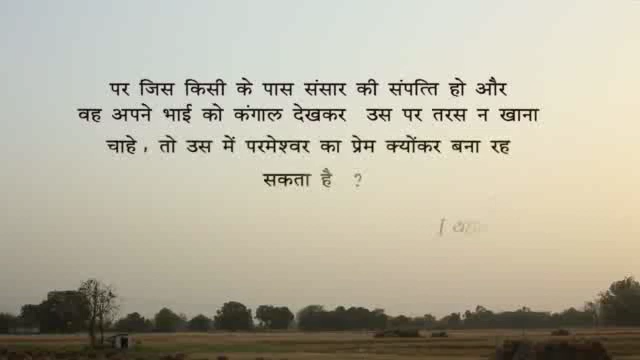 पर जिस किसी के पास संसार की संपत्ति हो और
वह अपने भाई को कंगाल देखकर उस पर तरस न खाना
चाहे, तो उस में परमेश्वर का प्रेम क्योंकर बना रह
सकता है ?